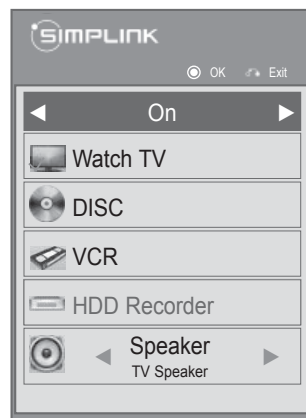 SIMPLINK
OK Exit
On
Watch TV
DISC
VCR
HDD Recorder
Speaker
TV Speaker